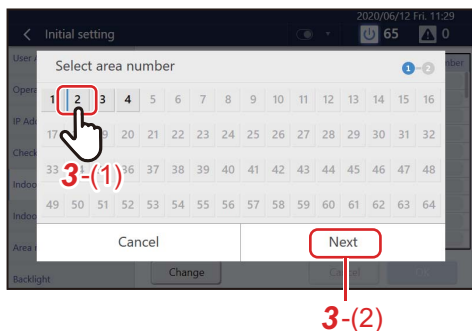 2020/06/12 Fri. 11:29
Initial setting
65
0
User
Select area number
1-2
Opera
1 2 3 4 5 6 7 8 9 10 11 12 13 14 15 16
IP Add
17 20 21 22 23 24 25 26 27 28 29 30 31 32
Check
3-(1)
33 36 37 38 39 40 41 42 43 44 45 46 47 48
Indoo
49 50 51 52 53 54 55 56 57 58 59 60 61 62 63 64
Indoo
Area
Cancel
Next
Backlight
Change
Cancel
OK
3-(2)